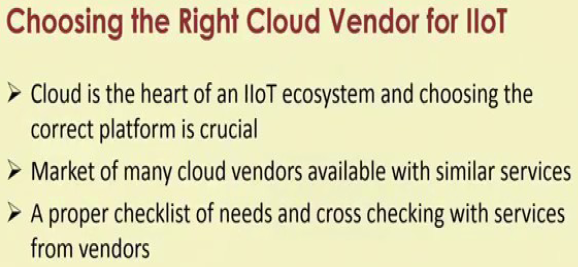 Choosing the Right Cloud Vendor for IIoT
➢ Cloud is the heart of an IIoT ecosystem and choosing the
correct platform is crucial
➢ Market of many cloud vendors available with similar services
➢ A proper checklist of needs and cross checking with services
from vendors